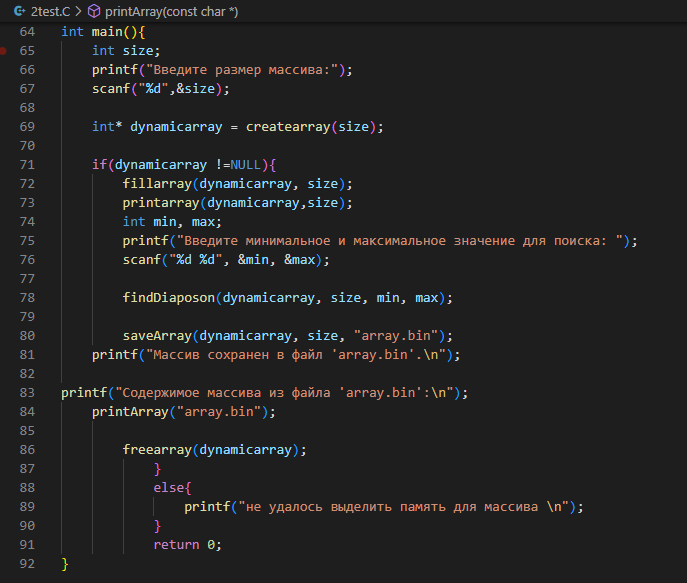 2test.C > printArray(const char *)
64 int main(){
65 int size;
66 printf("Введите размер массива:");
67 scanf("%d",&size);
68
69 int* dynamicarray = createarray(size);
70
71 if(dynamicarray !=NULL){
72 fillarray(dynamicarray, size);
73 printarray(dynamicarray,size);
74 int min, max;
75 printf("Введите минимальное и максимальное значение для поиска: ");
76 scanf("%d %d", &min, &max);
77
78 findDiaposon(dynamicarray, size, min, max);
79
80 saveArray(dynamicarray, size, "array.bin");
81 printf("Массив сохранен в файл 'array.bin'.\n");
82
83 printf("Содержимое массива из файла 'array.bin':\n");
84 printArray("array.bin");
85
86 freearray(dynamicarray);
87 }
88 else{
89 printf("не удалось выделить память для массива \n");
90 }
91 return 0;
92 }